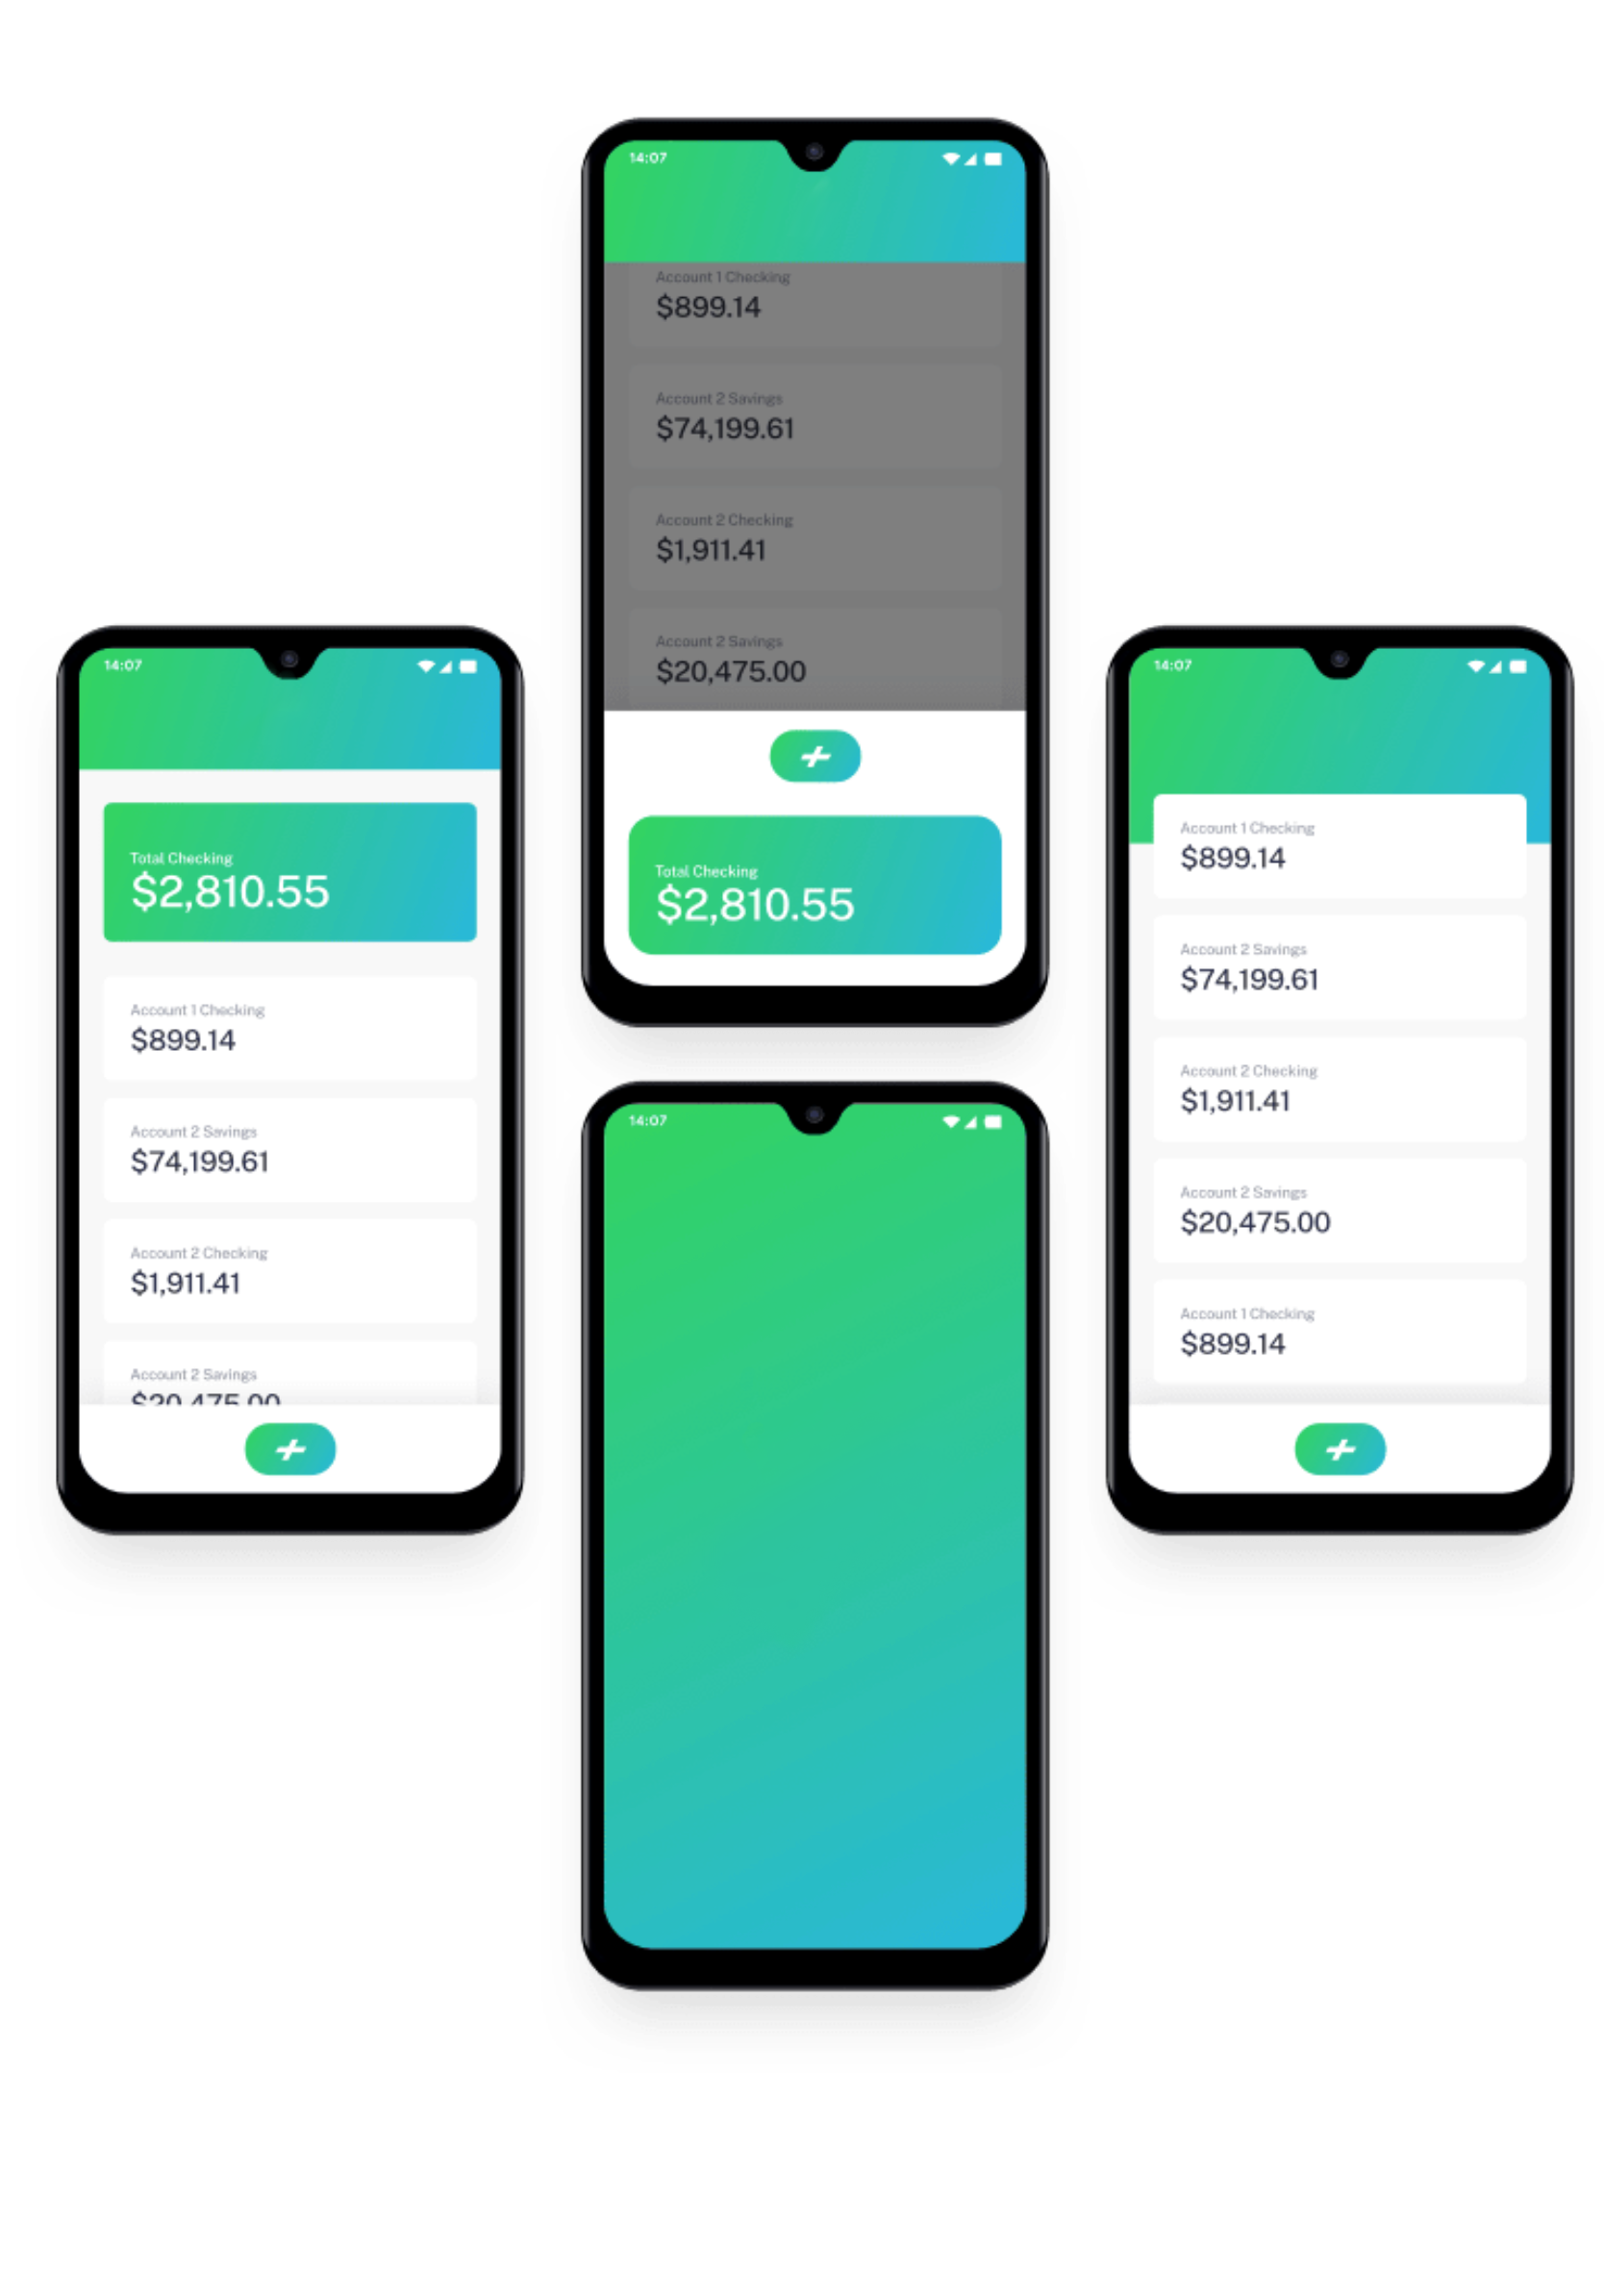 14:07
Account 1 Checking
$899.14
Account 2 Savings
$74,199.61
Account 2 Checking
$1,911.41
Account 2 Savings
$20,475.00
Total Checking
$2,810.55
14:07
Total Checking
$2,810.55
Account 1 Checking
$899.14
Account 2 Savings
$74,199.61
Account 2 Checking
$1,911.41
Account 2 Savings
$20,475.00
14:07
Account 1 Checking
$899.14
Account 2 Savings
$74,199.61
Account 2 Checking
$1,911.41
Account 2 Savings
$20,475.00
Account 1 Checking
$899.14
14:07